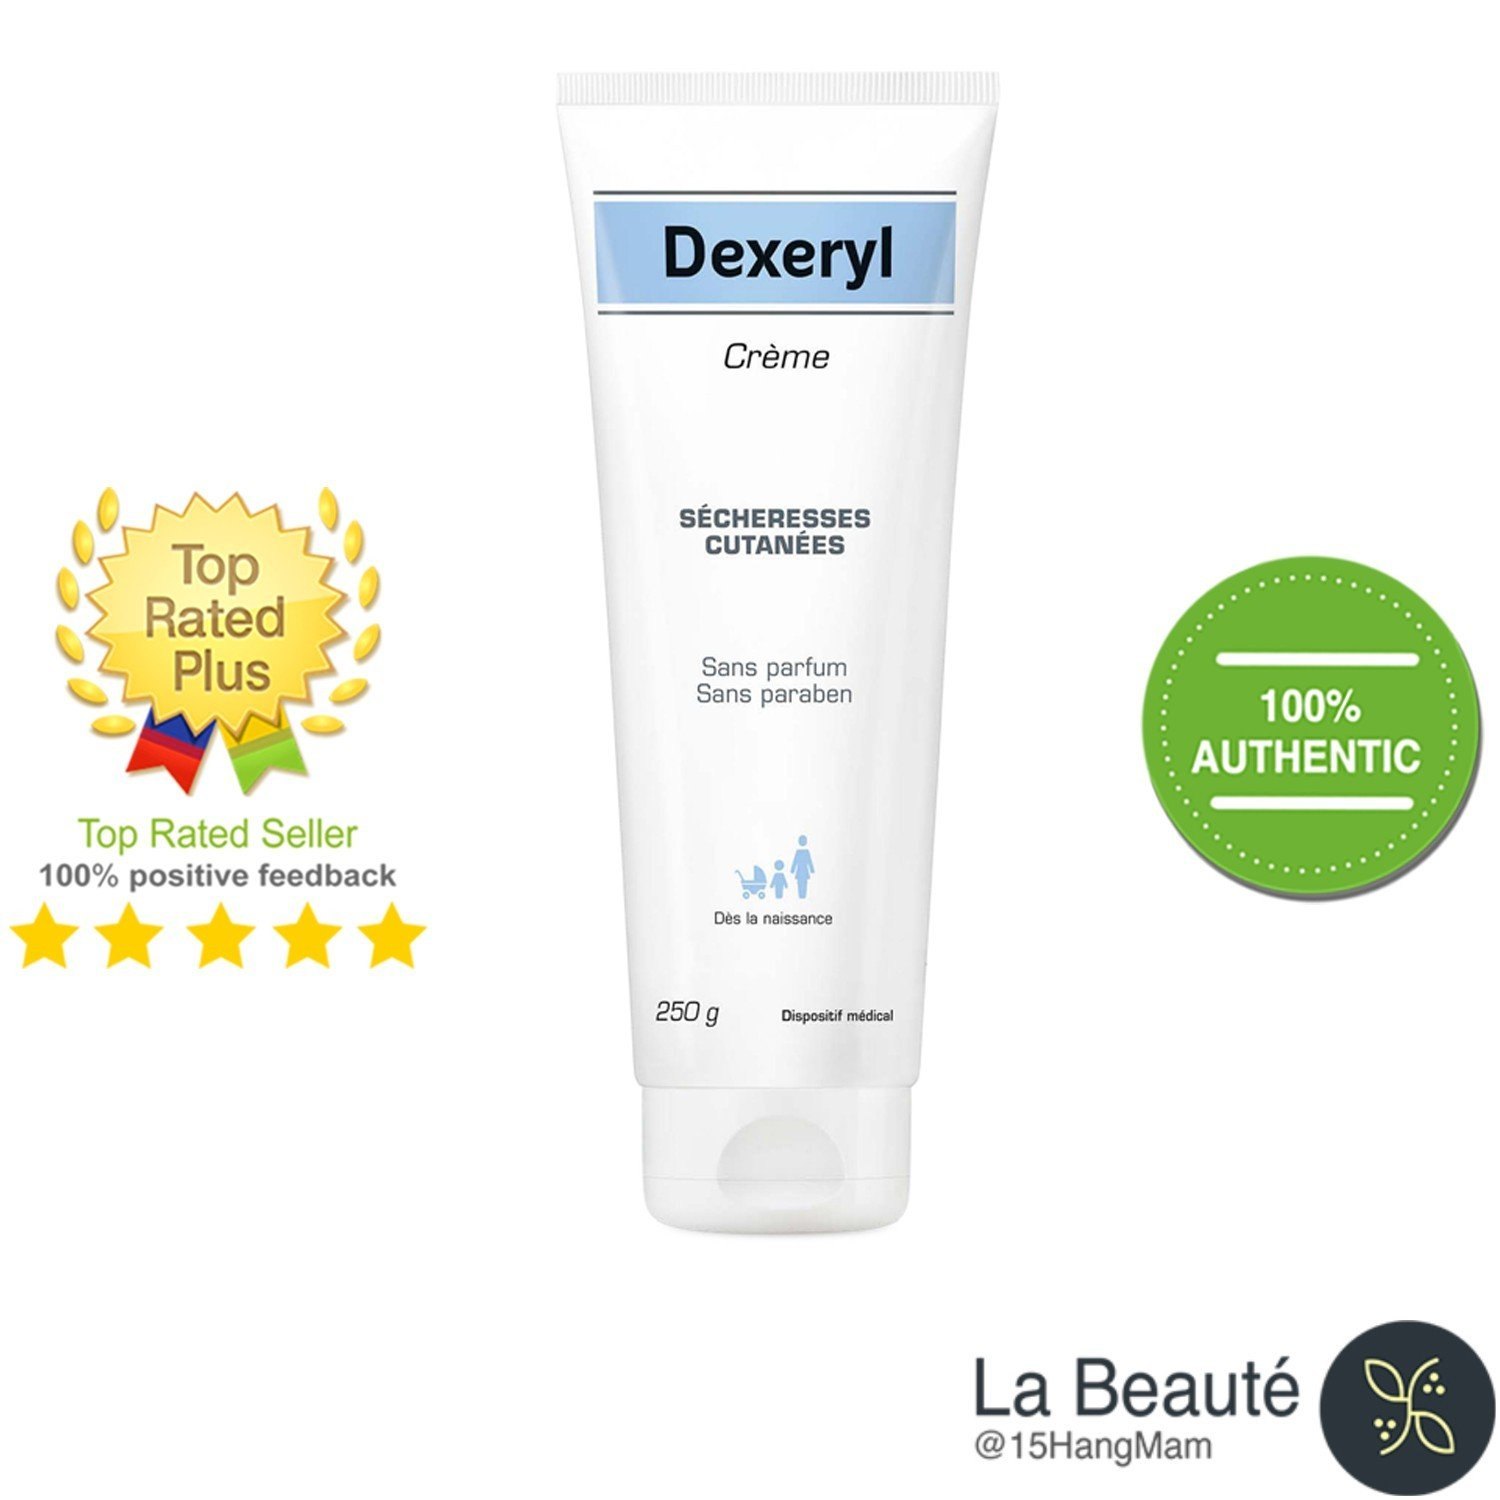 Dexeryl
Crème
SÉCHERESSES
CUTANÉES
Sans parfum
Sans paraben
Dès la naissance
250 g
Dispositif médical
Top
Rated
Plus
Top Rated Seller
100% positive feedback
100%
AUTHENTIC
La Beauté
@15HangMam